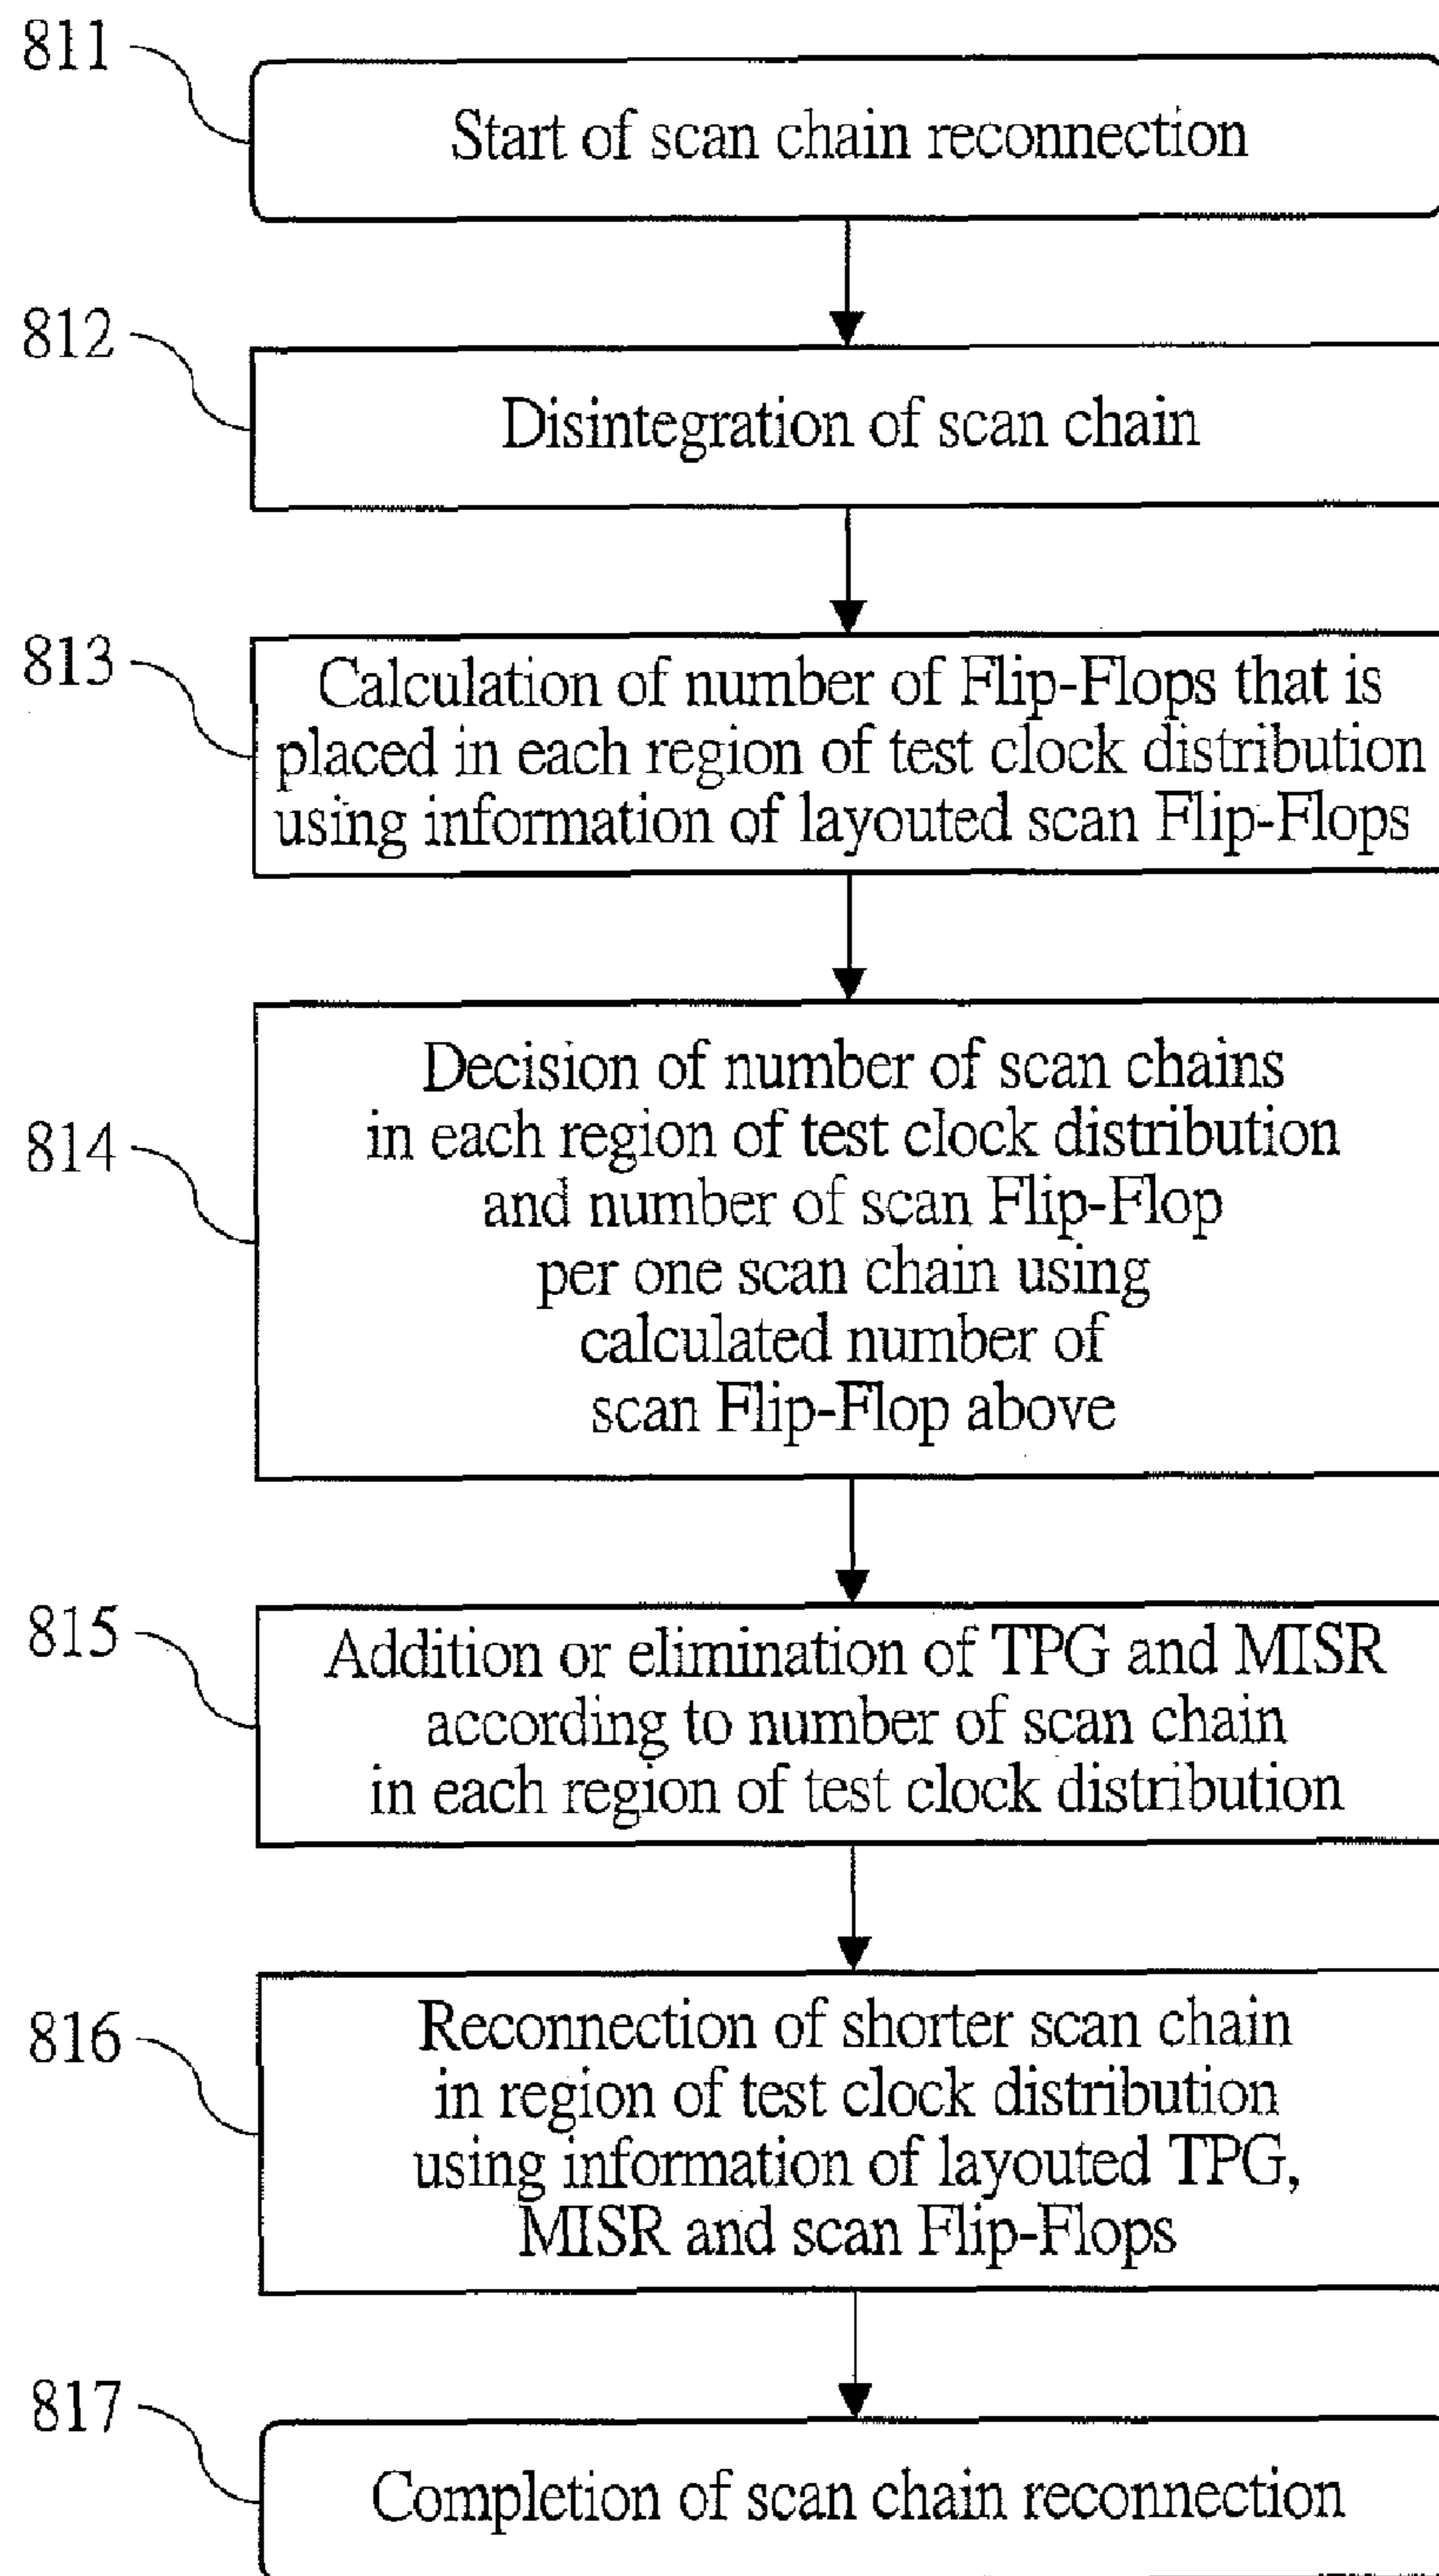 811
Start of scan chain reconnection
812
Disintegration of scan chain
813
Calculation of number of Flip-Flops that is
placed in each region of test clock distribution
using information of layouted scan Flip-Flops
814
Decision of number of scan chains
in each region of test clock distribution
and number of scan Flip-Flop
per one scan chain using
calculated number of
scan Flip-Flop above
815
Addition or elimination of TPG and MISR
according to number of scan chain
in each region of test clock distribution
816
Reconnection of shorter scan chain
in region of test clock distribution
using information of layouted TPG,
MISR and scan Flip-Flops
817
Completion of scan chain reconnection